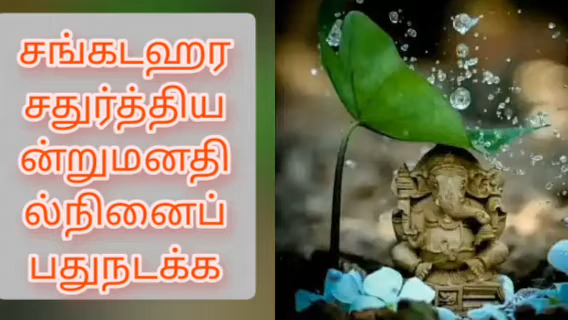 சங்கடஹர
சதுர்த்திய
ன்றுமனதி
ல்நினைப்
பதுநடக்க